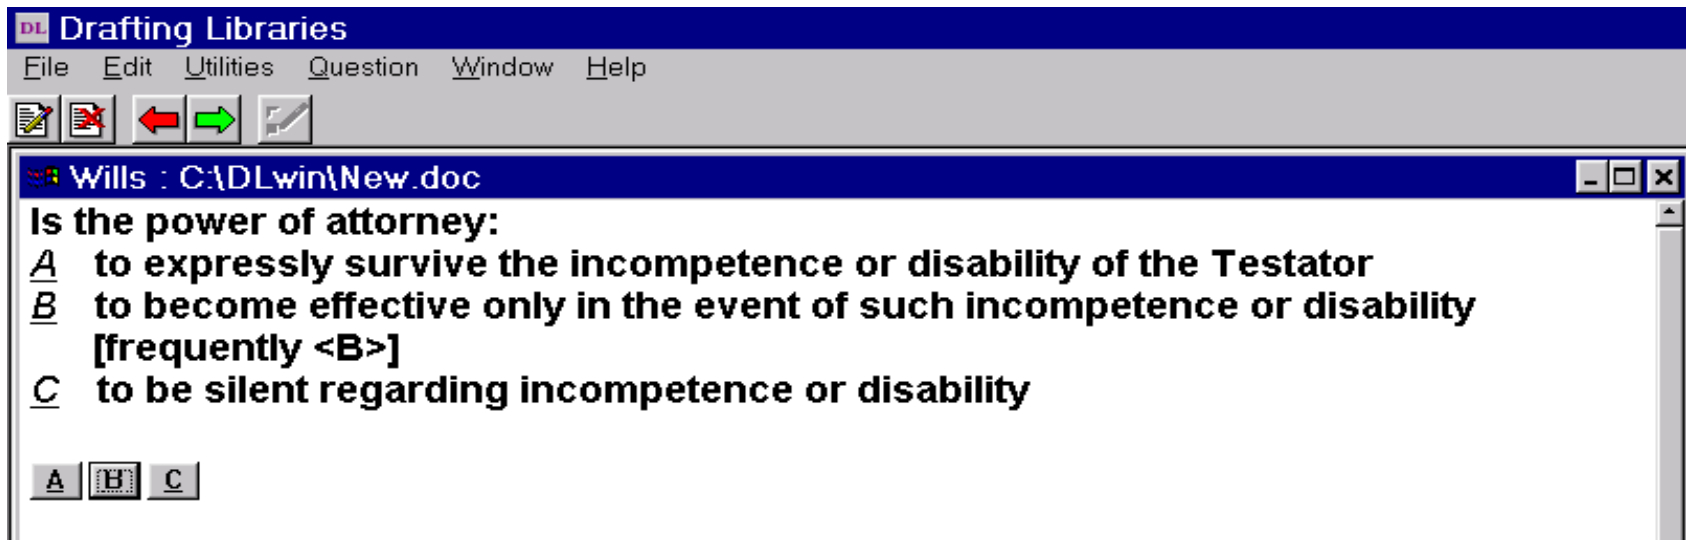 DL Drafting Libraries
File Edit Utilities Question Window Help
Wills : C:\DLwin\New.doc
Is the power of attorney:
A to expressly survive the incompetence or disability of the Testator
B to become effective only in the event of such incompetence or disability
[frequently <B>]
C to be silent regarding incompetence or disability
A B C